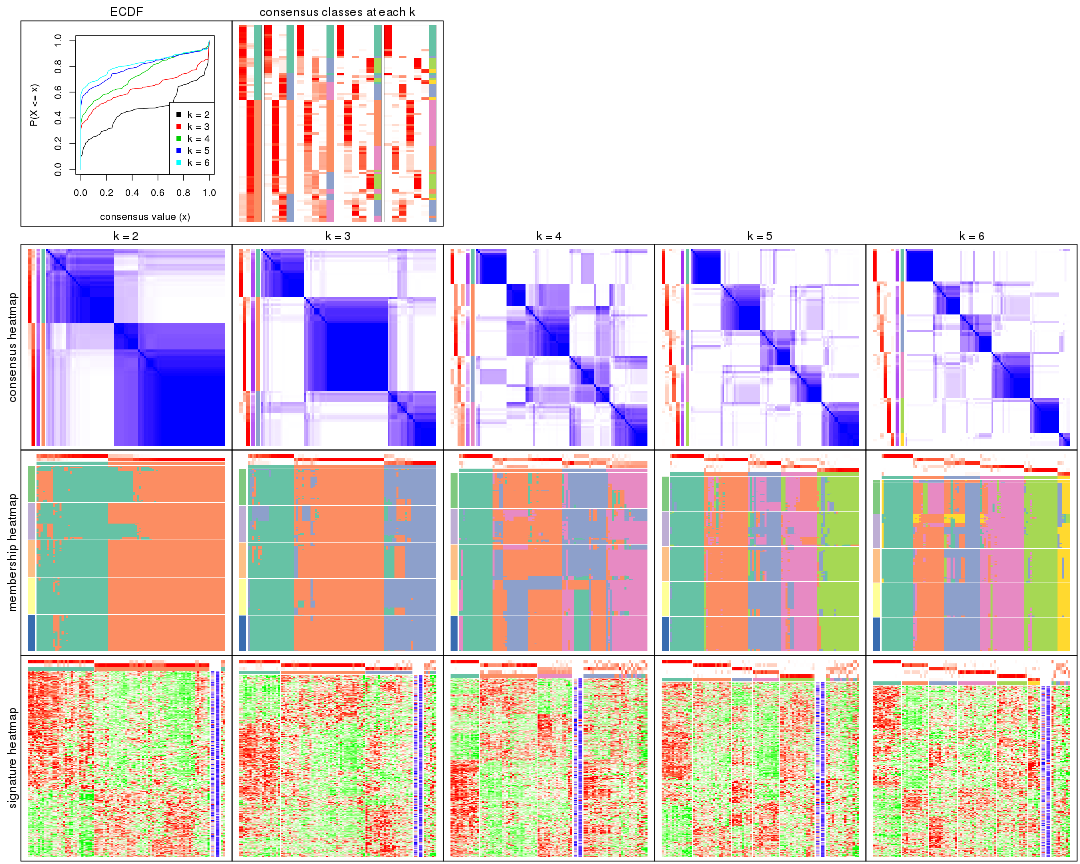 ECDF
consensus classes at each k
P(X <= x)
0.0
0.2
0.4
0.6
0.8
1.0
k = 2
k = 3
k = 4
k = 5
k = 6
0.0 0.2 0.4 0.6 0.8 1.0
consensus value (x)
k = 2
k = 3
k = 4
k = 5
k = 6
consensus heatmap
membership heatmap
signature heatmap